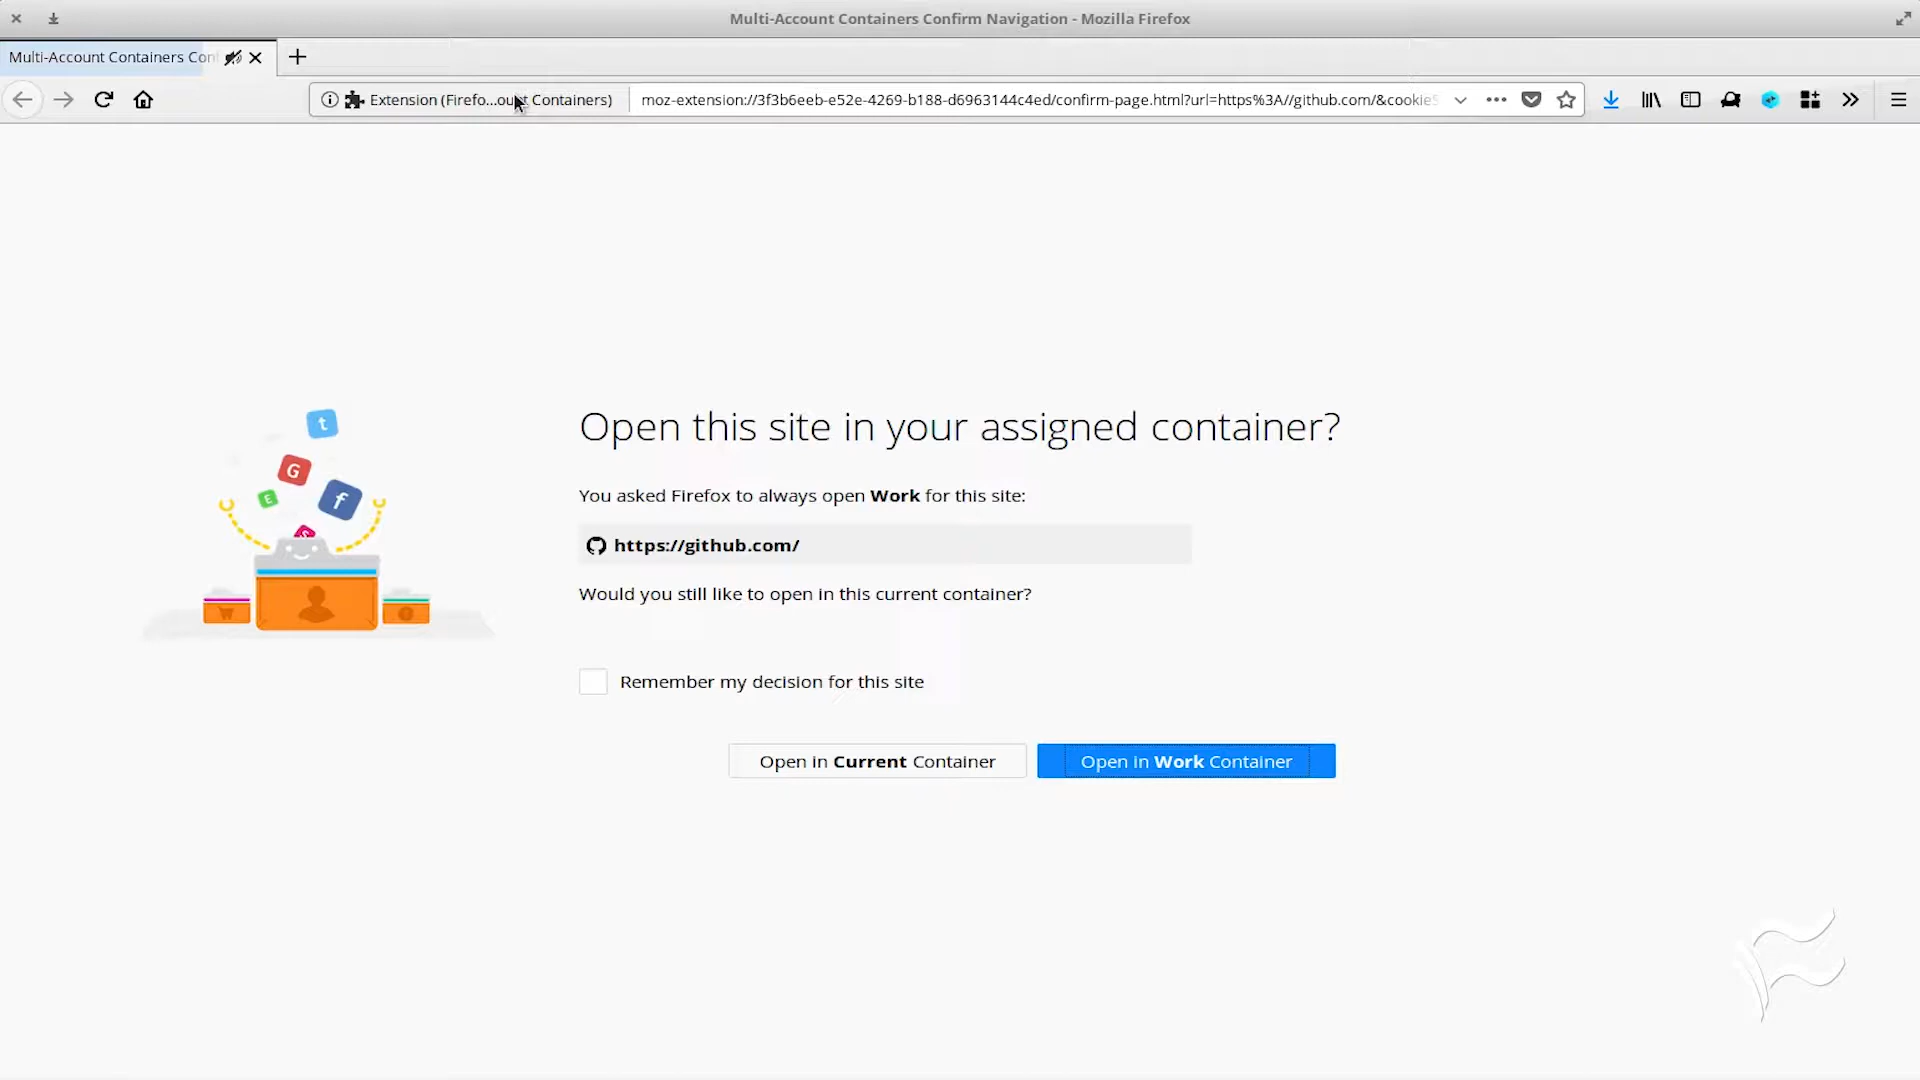 Multi-Account Containers Confirm Navigation - Mozilla Firefox
Multi-Account Containers Con
Extension (Firefo...ount Containers)
moz-extension://3f3b6eeb-e52e-4269-b188-d6963144c4ed/confirm-page.html?url=https%3A//github.com/&cookieS
t
G
E
f
S
Open this site in your assigned container?
You asked Firefox to always open Work for this site:
https://github.com/
Would you still like to open in this current container?
Remember my decision for this site
Open in Current Container
Open in Work Container